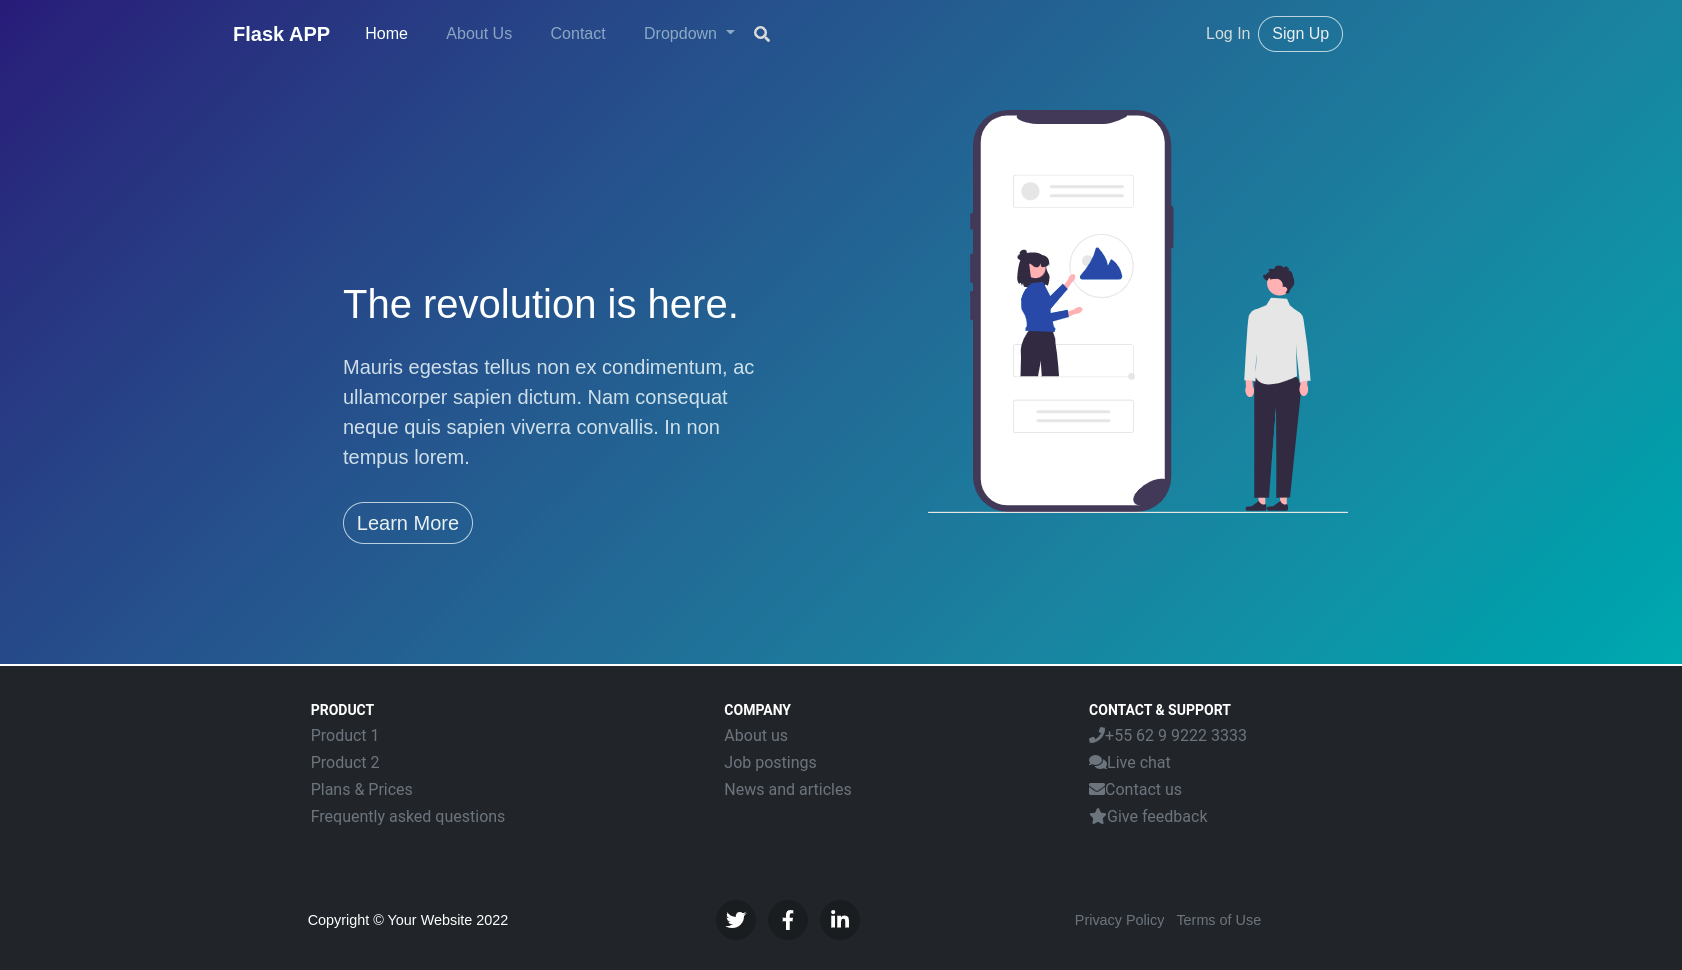 Flask APP Home About Us Contact Dropdown Log In Sign Up
The revolution is here.
Mauris egestas tellus non ex condimentum, ac
ullamcorper sapien dictum. Nam consequat
neque quis sapien viverra convallis. In non
tempus lorem.
Learn More
PRODUCT
Product 1
Product 2
Plans & Prices
Frequently asked questions
COMPANY
About us
Job postings
News and articles
CONTACT & SUPPORT
+55 62 9 9222 3333
Live chat
Contact us
Give feedback
Copyright © Your Website 2022
Privacy Policy Terms of Use